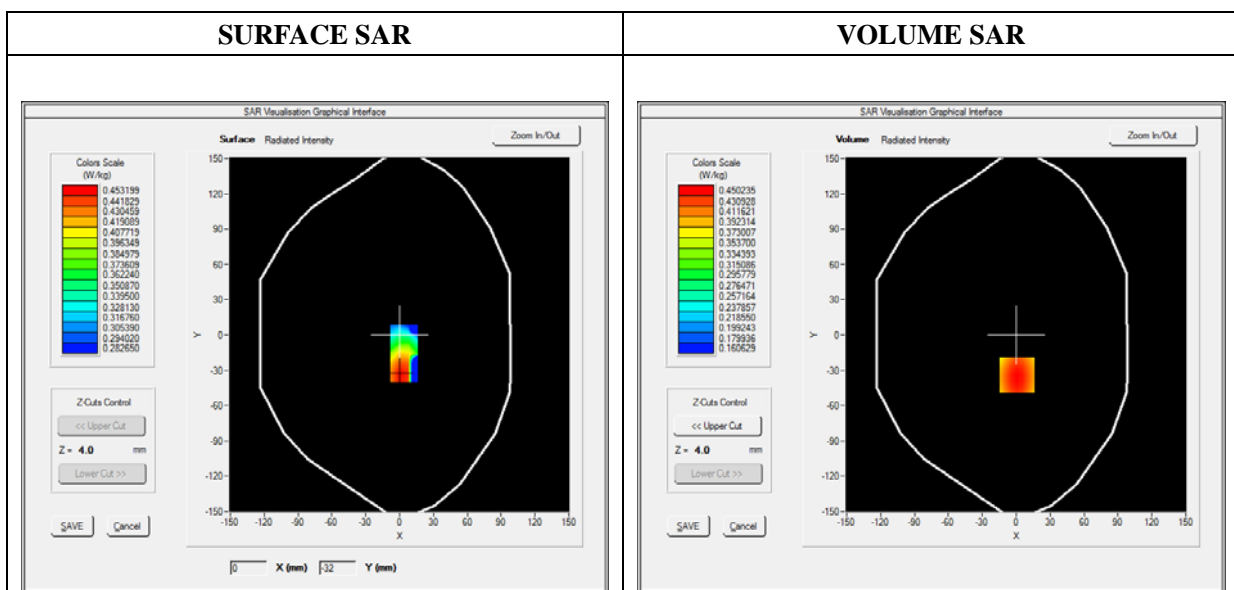 SURFACE SAR
VOLUME SAR
SAR Visualisation Graphical Interface
Surface Radiated Intensity
Zoom In/Out
Colors Scale
(W/kg)
0.453199
0.441829
0.430459
0.419089
0.407719
0.396349
0.384979
0.373609
0.362240
0.350870
0.339500
0.328130
0.316760
0.305390
0.294020
0.282650
150
120
90
60
30
0
-30
-60
-90
-120
-150
Y
-150 -120 -90 -60 -30 0 30 60 90 120 150
X
Z-Cuts Control
<< Upper Cut
Z = 4.0 mm
Lower Cut >>
SAVE Cancel
0 X (mm) -32 Y (mm)
SAR Visualisation Graphical Interface
Volume Radiated Intensity
Zoom In/Out
Colors Scale
(W/kg)
0.450235
0.430928
0.411621
0.392314
0.373007
0.353700
0.334393
0.315086
0.295779
0.276471
0.257164
0.237857
0.218550
0.199243
0.179936
0.160629
150
120
90
60
30
0
-30
-60
-90
-120
-150
Y
-150 -120 -90 -60 -30 0 30 60 90 120 150
X
Z-Cuts Control
<< Upper Cut
Z = 4.0 mm
Lower Cut >>
SAVE Cancel